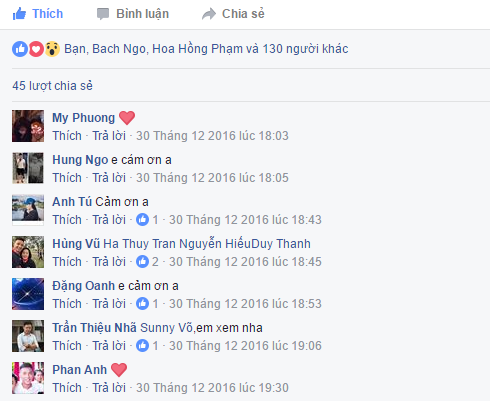 Thích Bình luận Chia sẻ
Bạn, Bach Ngo, Hoa Hồng Phạm và 130 người khác
45 lượt chia sẻ
My Phuong
Thích · Trả lời · 30 Tháng 12 2016 lúc 18:03
Hung Ngo e cám ơn a
Thích · Trả lời · 30 Tháng 12 2016 lúc 18:05
Anh Tú Cảm ơn a
Thích · Trả lời · 1 · 30 Tháng 12 2016 lúc 18:43
Hùng Vũ Ha Thuy Tran Nguyễn HiếuDuy Thanh
Thích · Trả lời · 2 · 30 Tháng 12 2016 lúc 18:45
Đặng Oanh e cảm ơn a
Thích · Trả lời · 1 · 30 Tháng 12 2016 lúc 18:53
Trần Thiệu Nhã Sunny Võ,em xem nha
Thích · Trả lời · 1 · 30 Tháng 12 2016 lúc 19:06
Phan Anh
Thích · Trả lời · 30 Tháng 12 2016 lúc 19:30